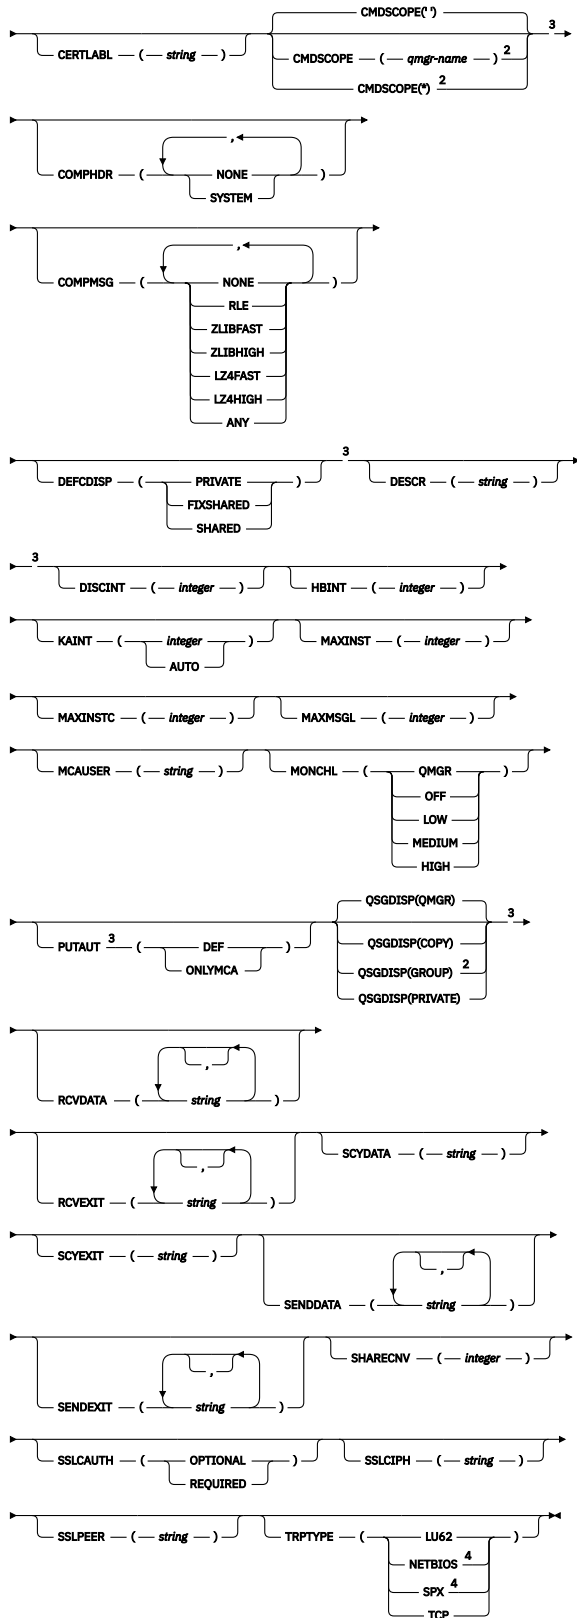 CMDSCOPE(' ')
3
CERTLABL ( string )
CMDSCOPE ( qmgr-name ) 2
CMDSCOPE(*) 2
,
COMPHDR ( NONE )
SYSTEM
,
COMPMSG ( NONE )
RLE
ZLIBFAST
ZLIBHIGH
LZ4FAST
LZ4HIGH
ANY
3
DEFCDISP ( PRIVATE )
FIXSHARED
SHARED
DESCR ( string )
3
DISCINT ( integer ) HBINT ( integer )
KAINT ( integer ) MAXINST ( integer )
AUTO
MAXINSTC ( integer ) MAXMSGL ( integer )
MCAUSER ( string ) MONCHL ( QMGR )
OFF
LOW
MEDIUM
HIGH
QSGDISP(QMGR)
3
PUTAUT 3 ( DEF )
ONLYMCA
QSGDISP(COPY)
QSGDISP(GROUP) 2
QSGDISP(PRIVATE)
,
RCVDATA ( string )
,
RCVEXIT ( string )
SCYDATA ( string )
SCYEXIT ( string )
,
SENDDATA ( string )
,
SENDEXIT ( string )
SHARECNV ( integer )
SSLCAUTH ( OPTIONAL ) SSLCIPH ( string )
REQUIRED
SSLPEER ( string ) TRPTYPE ( LU62 )
NETBIOS 4
SPX 4
TCP